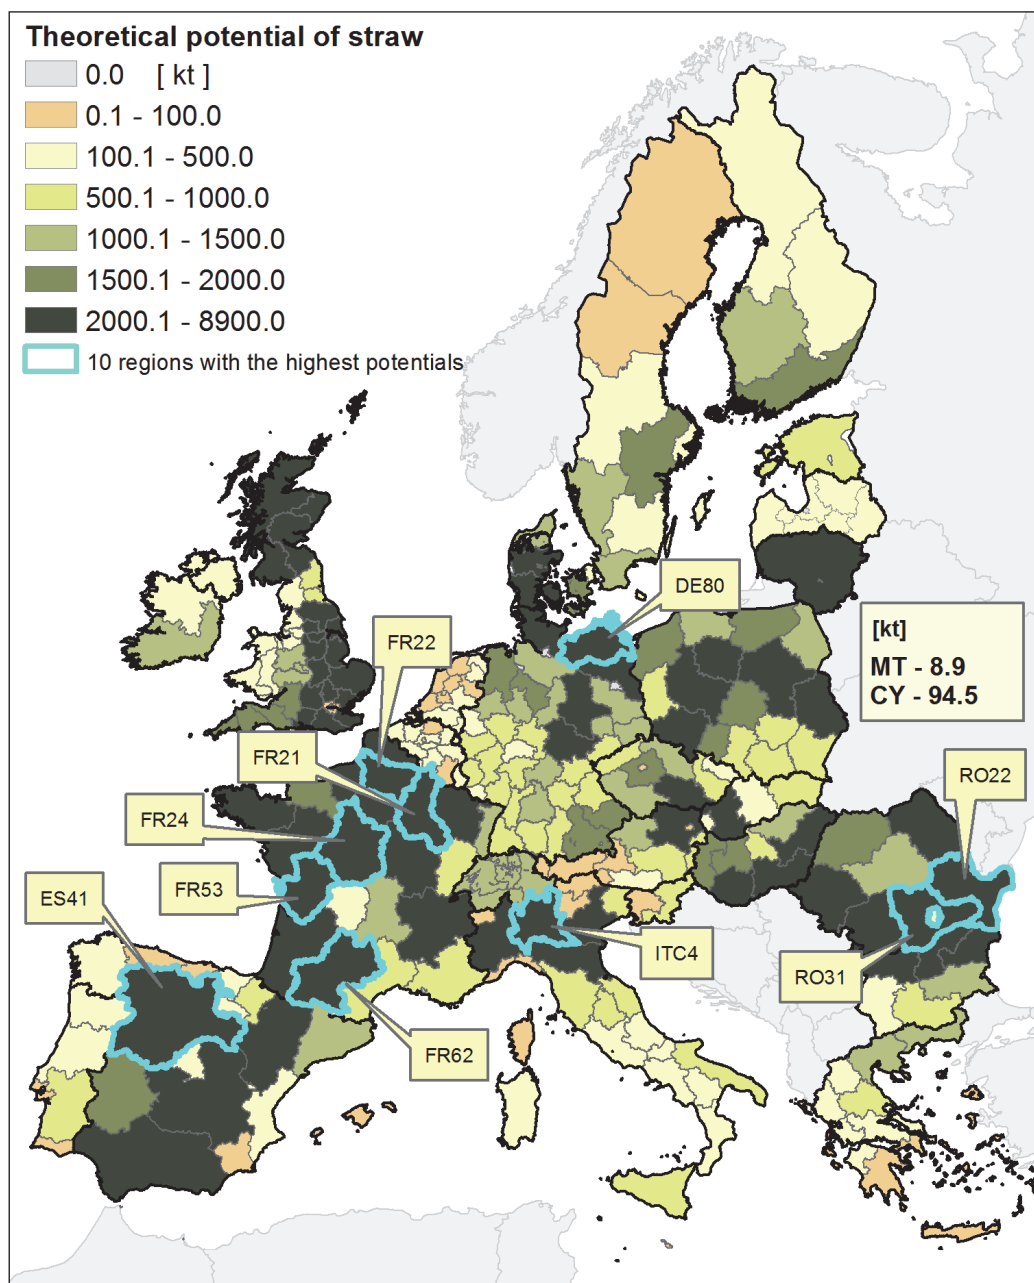 Theoretical potential of straw
0.0 [ kt ]
0.1 - 100.0
100.1 - 500.0
500.1 - 1000.0
1000.1 - 1500.0
1500.1 - 2000.0
2000.1 - 8900.0
10 regions with the highest potentials
DE80
[kt]
MT - 8.9
CY - 94.5
FR22
FR21
RO22
FR24
FR53
ES41
ITC4
RO31
FR62